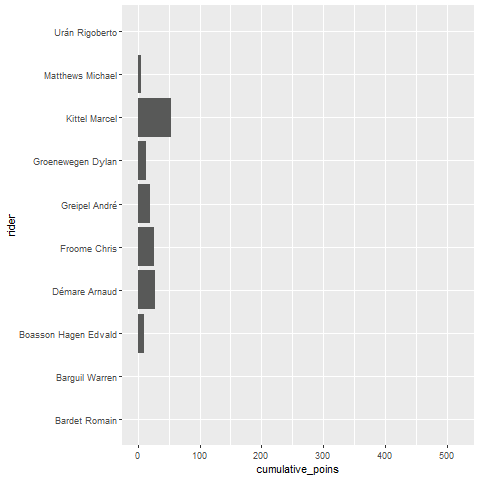 Urán Rigoberto
Matthews Michael
Kittel Marcel
Groenewegen Dylan
Greipel André
Froome Chris
Démare Arnaud
Boasson Hagen Edvald
Barguil Warren
Bardet Romain
rider
0 100 200 300 400 500
cumulative_poins